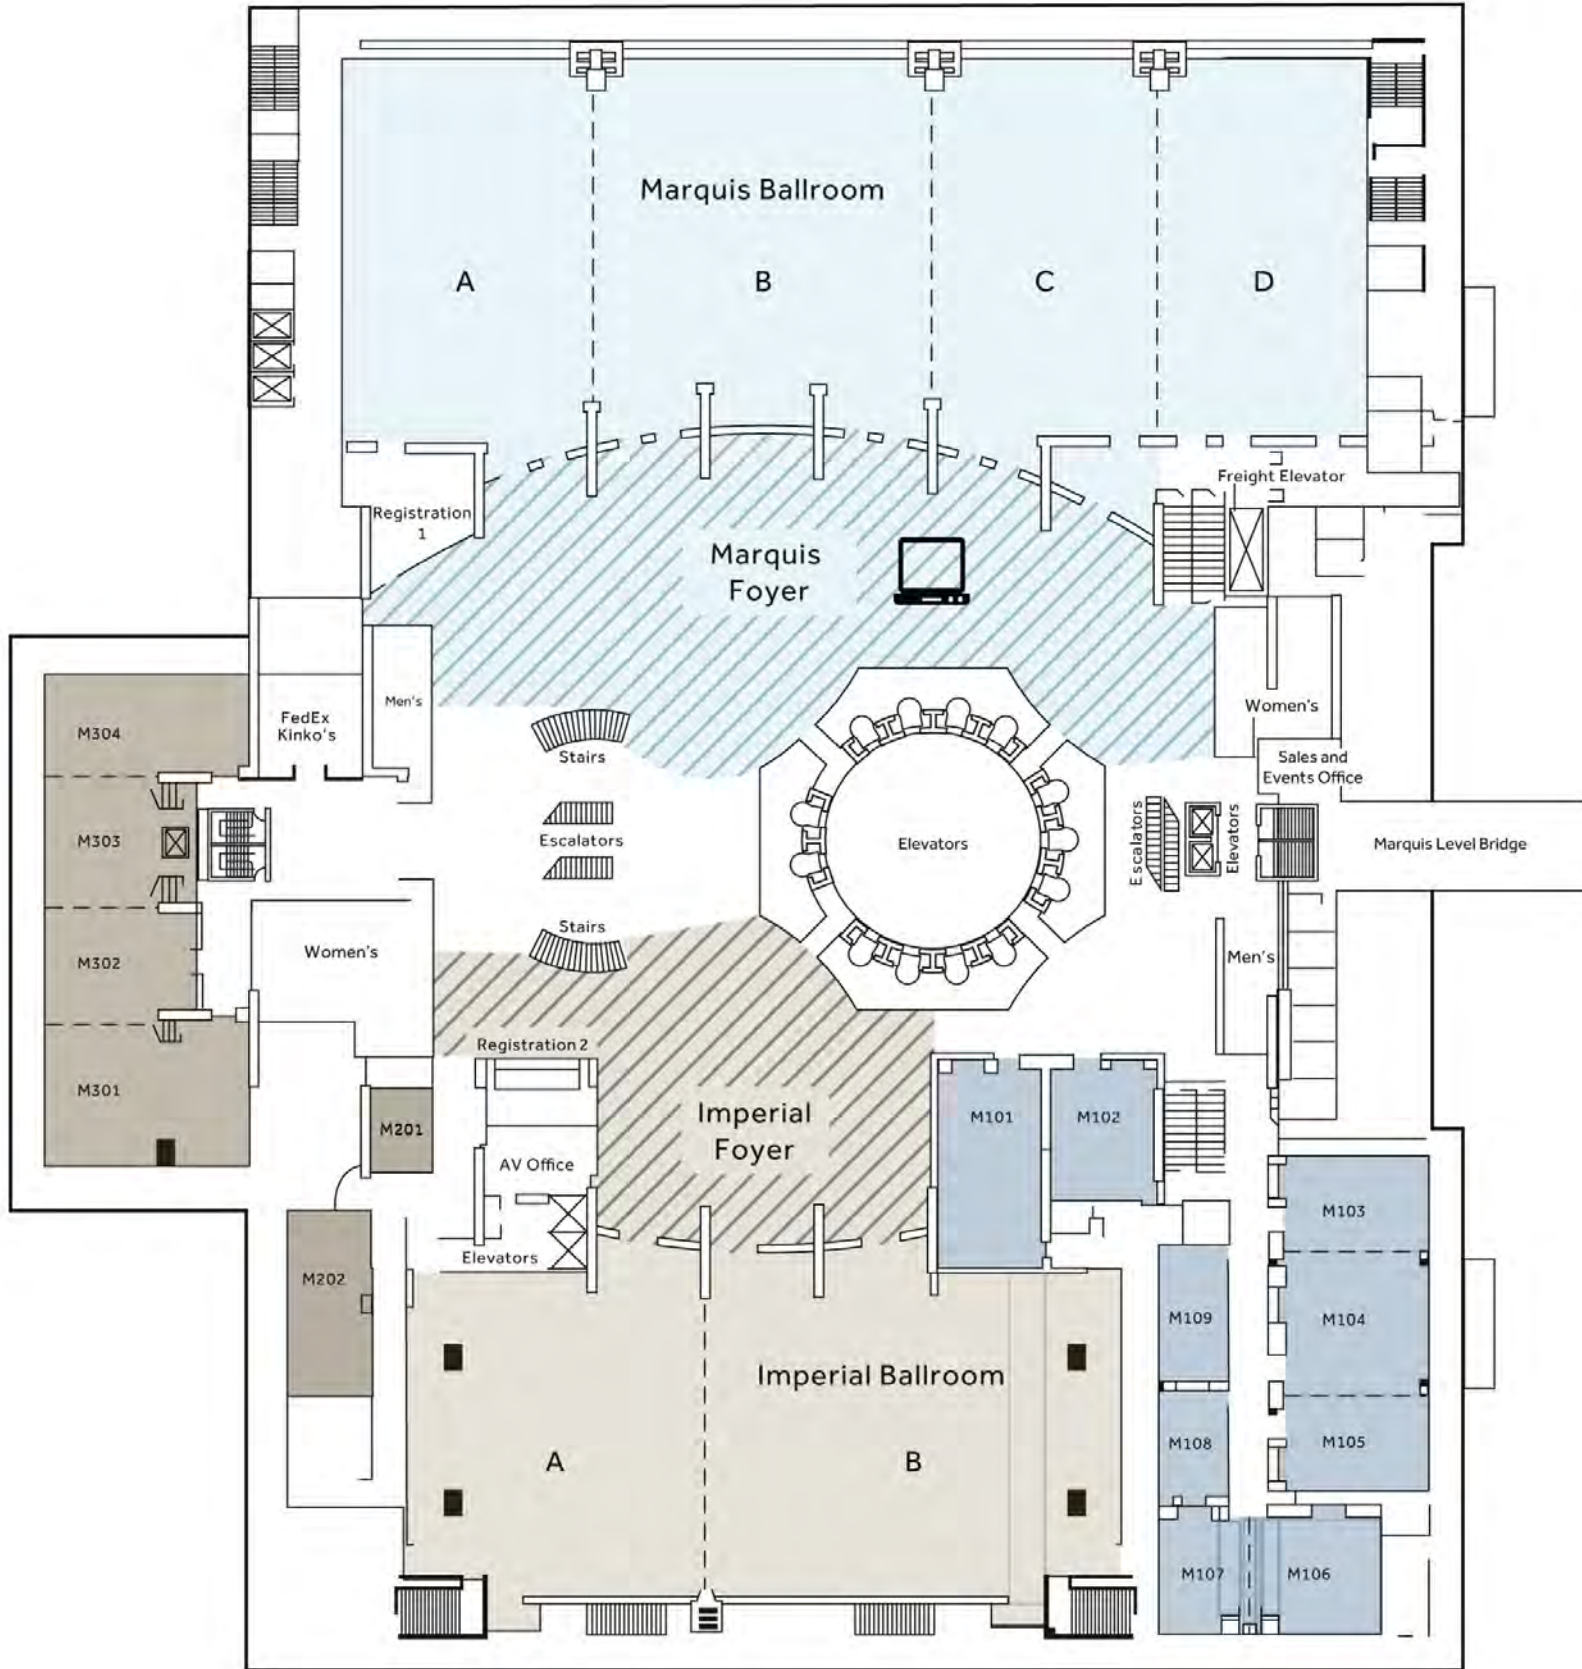 Marquis Ballroom
A
B
C
D
Freight Elevator
Registration
1
Marquis
Foyer
Men's
FedEx
Kinko's
M304
Women's
Stairs
Sales and
Events Office
M303
Escalators
Elevators
Escalators
Elevators
Marquis Level Bridge
Stairs
Women's
Men's
M302
Registration 2
M301
M201
Imperial
Foyer
M101
M102
AV Office
M103
Elevators
M202
M109
M104
Imperial Ballroom
A
B
M108
M105
M107
M106